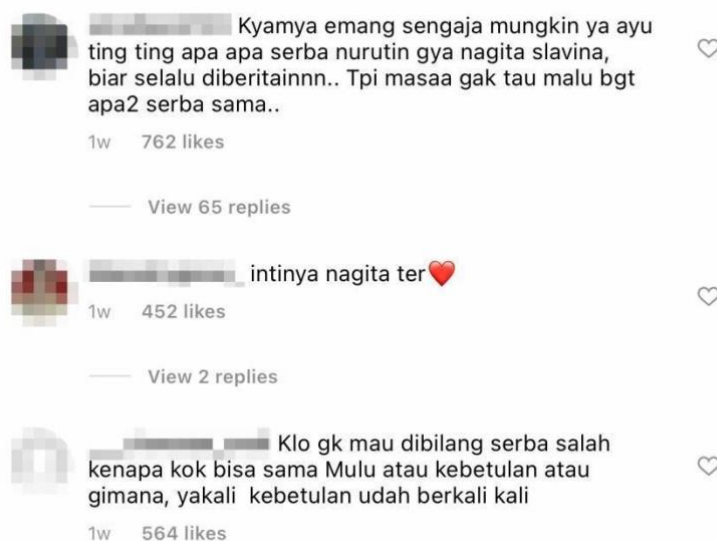 Kyamya emang sengaja mungkin ya ayu
ting ting apa apa serba nurutin gya nagita slavina,
biar selalu diberitainnn.. Tpi masaa gak tau malu bgt
apa2 serba sama..
1w 762 likes
View 65 replies
intinya nagita ter❤️
1w 452 likes
View 2 replies
Klo gk mau dibilang serba salah
kenapa kok bisa sama Mulu atau kebetulan atau
gimana, yakali kebetulan udah berkali kali
1w 564 likes